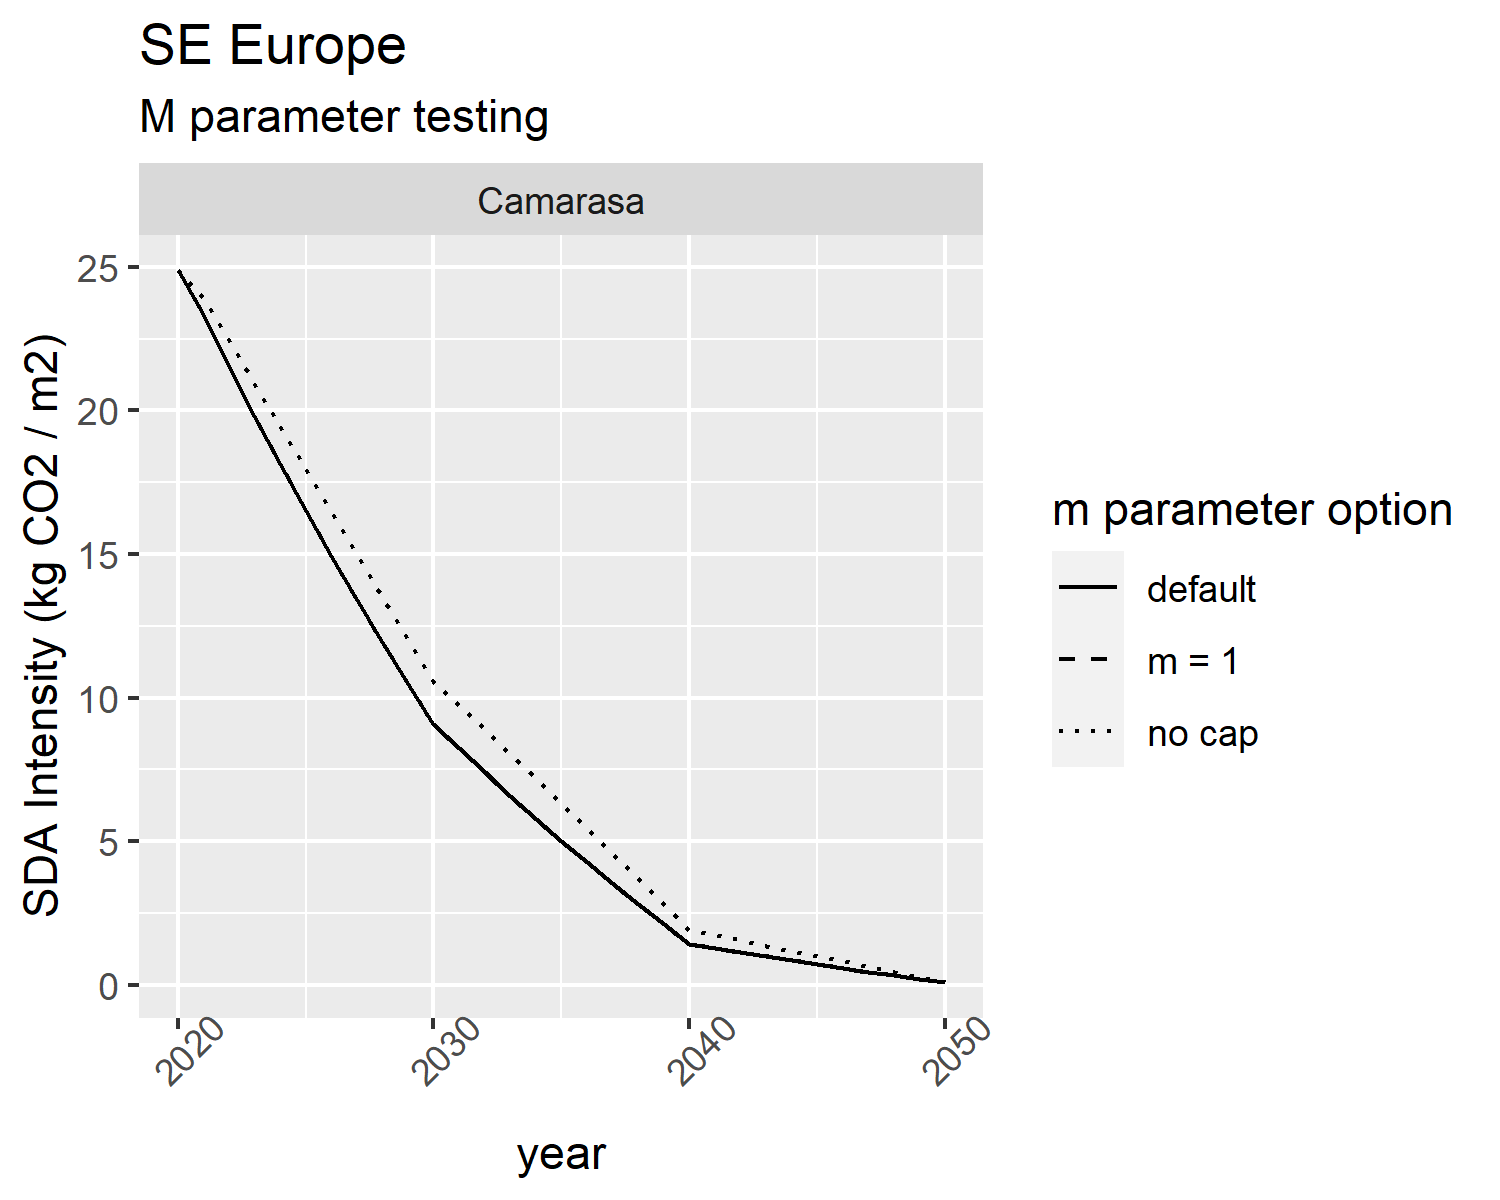 SE Europe
M parameter testing
Camarasa
25
20
15
10
5
0
SDA Intensity (kg CO2 / m2)
2020
2030
2040
2050
year
m parameter option
default
m = 1
no cap